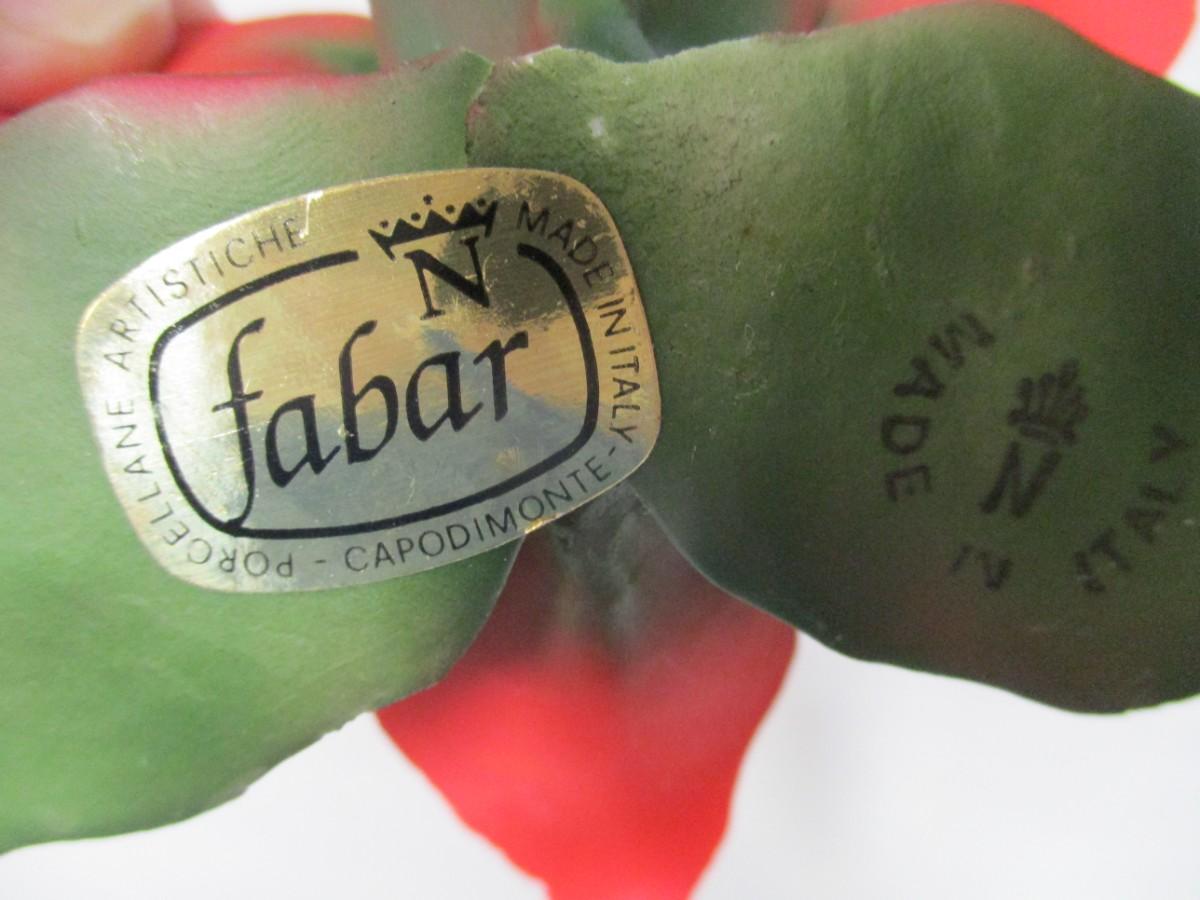 PORCELLANE ARTISTICHE
N
MADE IN ITALY
fabar
- CAPODIMONTE -
MADE
N
IN ITALY